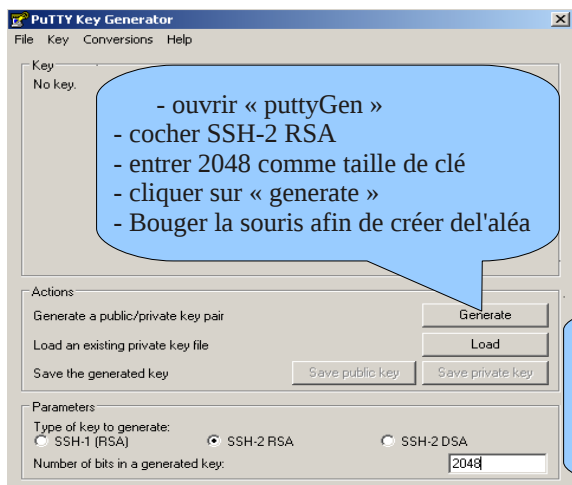 PuTTY Key Generator
File Key Conversions Help
Key
No key.
- ouvrir « puttyGen »
- cocher SSH-2 RSA
- entrer 2048 comme taille de clé
- cliquer sur « generate »
- Bouger la souris afin de créer del'aléa
Actions
Generate a public/private key pair
Generate
Load an existing private key file
Load
Save the generated key
Save public key
Save private key
Parameters
Type of key to generate:
SSH-1 (RSA)
SSH-2 RSA
SSH-2 DSA
Number of bits in a generated key:
2048